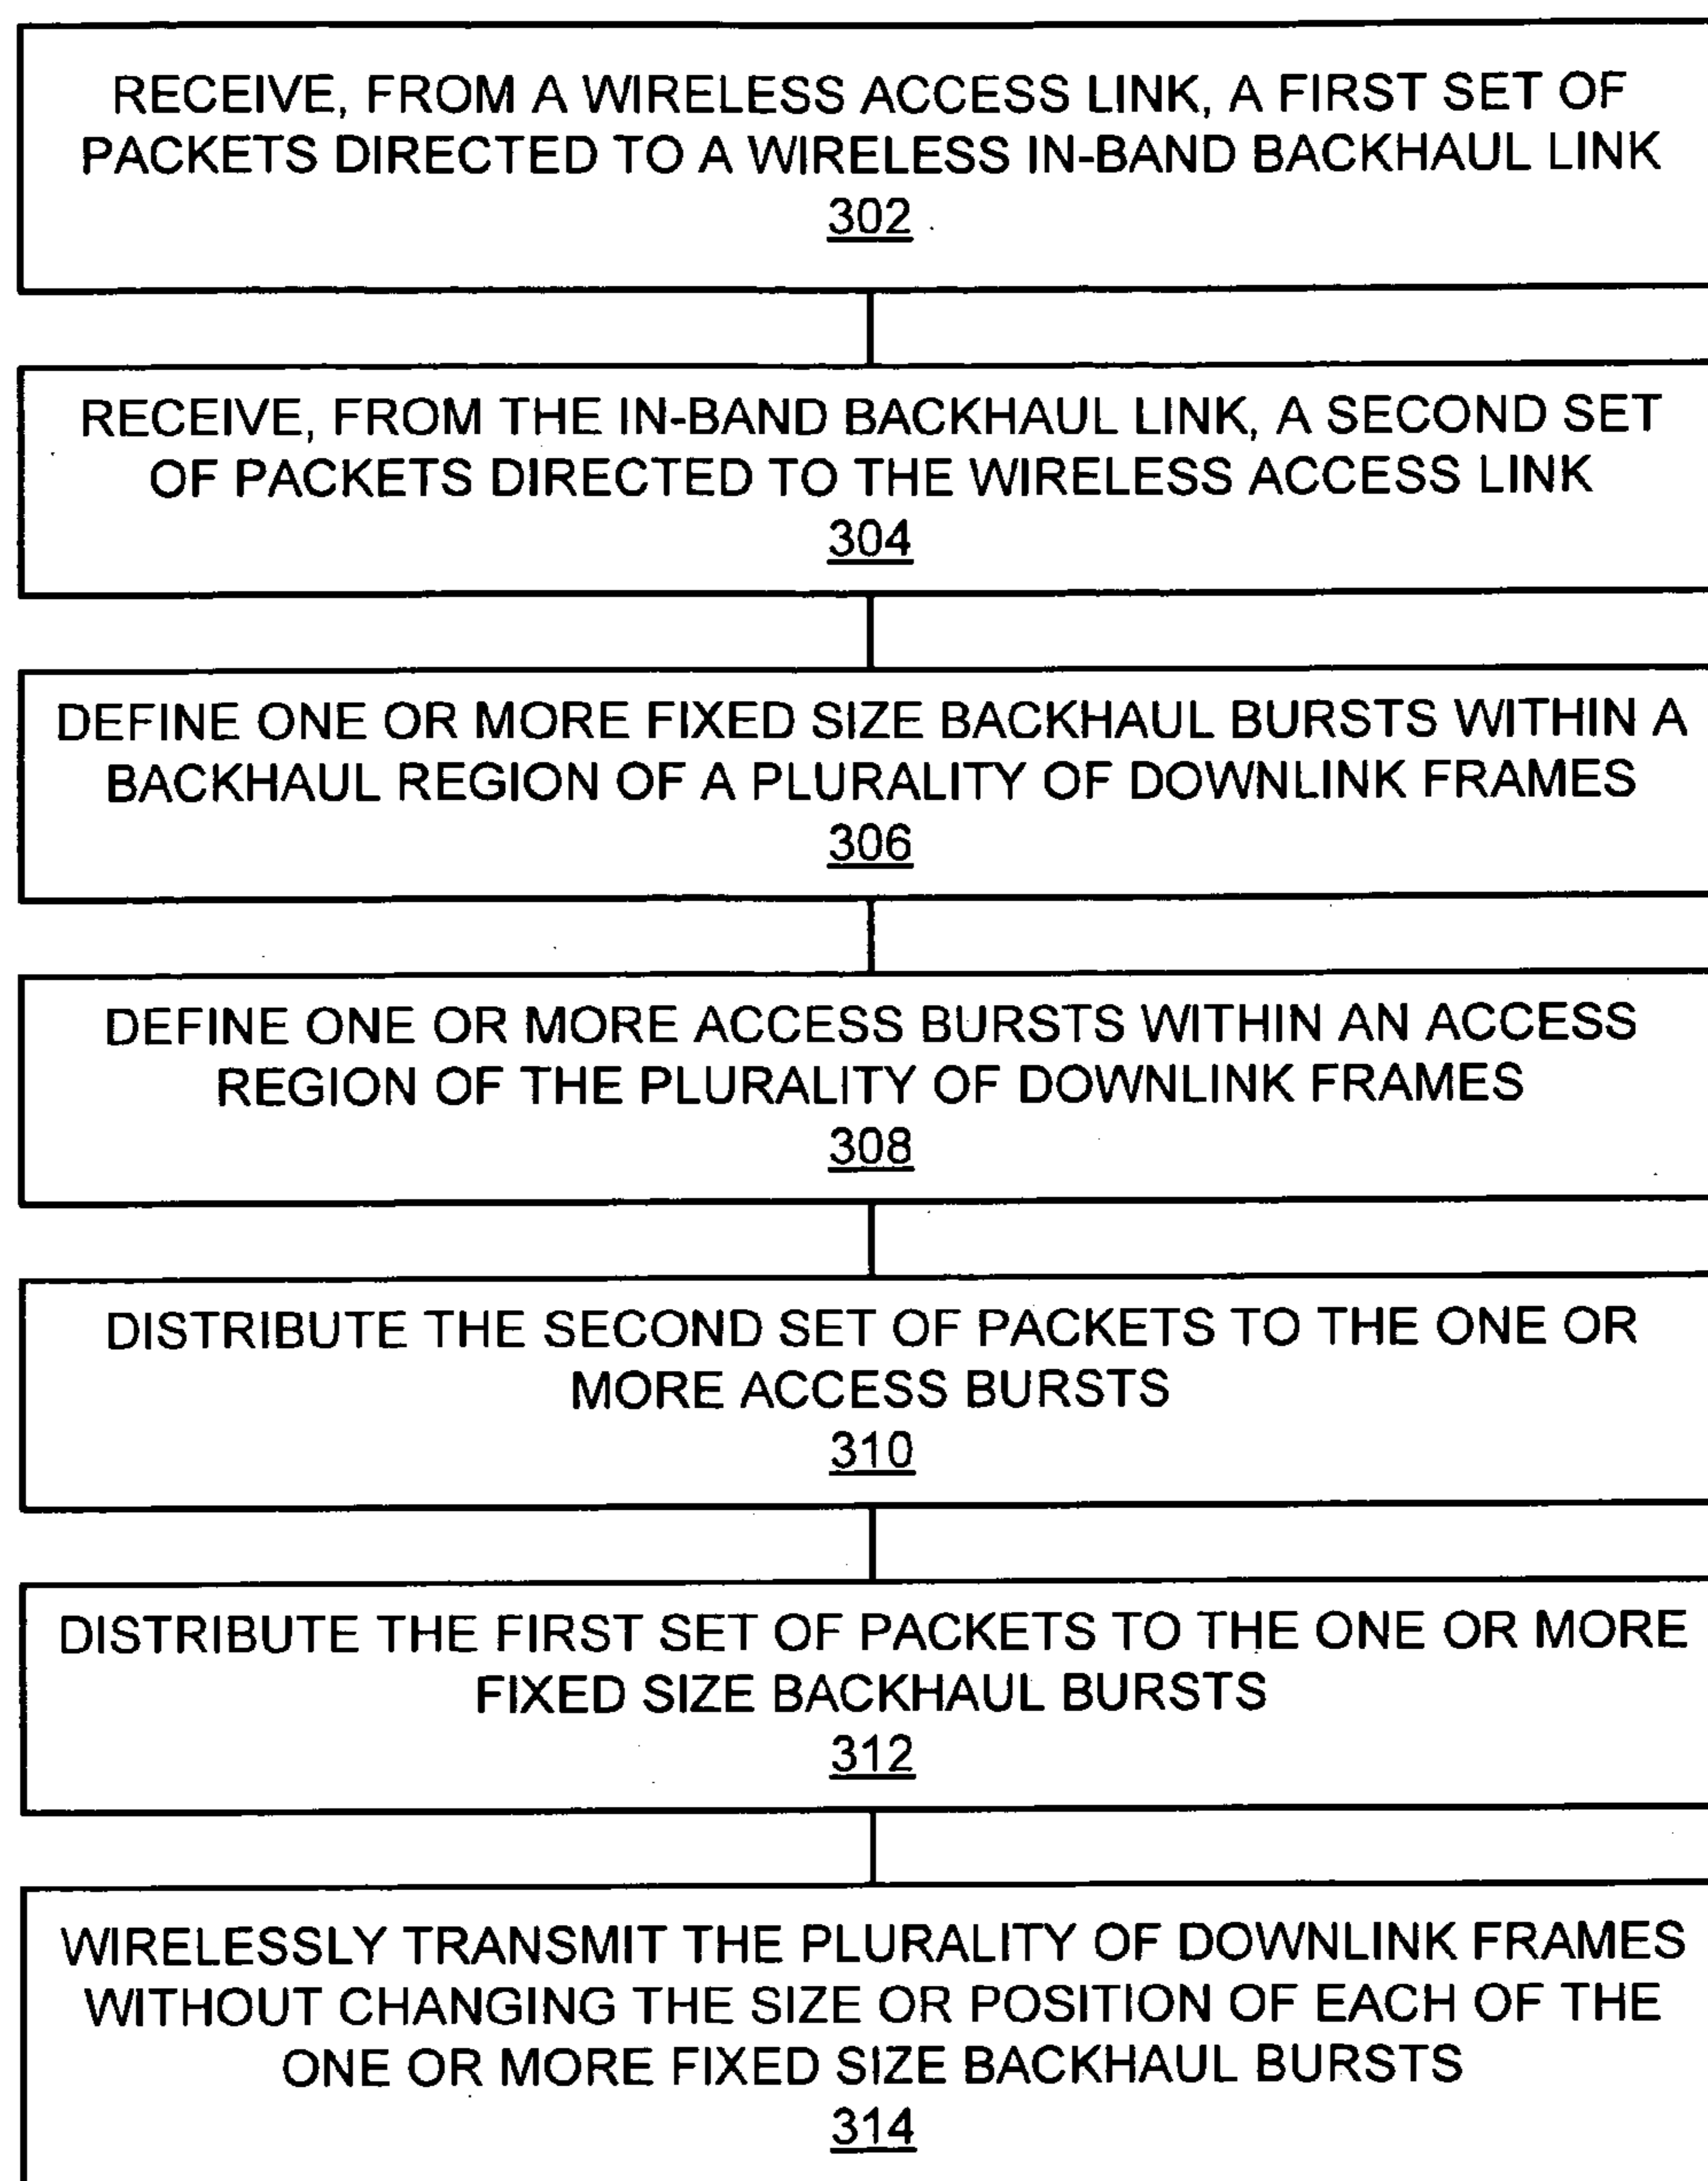 RECEIVE, FROM A WIRELESS ACCESS LINK, A FIRST SET OF
PACKETS DIRECTED TO A WIRELESS IN-BAND BACKHAUL LINK
302
RECEIVE, FROM THE IN-BAND BACKHAUL LINK, A SECOND SET
OF PACKETS DIRECTED TO THE WIRELESS ACCESS LINK
304
DEFINE ONE OR MORE FIXED SIZE BACKHAUL BURSTS WITHIN A
BACKHAUL REGION OF A PLURALITY OF DOWNLINK FRAMES
306
DEFINE ONE OR MORE ACCESS BURSTS WITHIN AN ACCESS
REGION OF THE PLURALITY OF DOWNLINK FRAMES
308
DISTRIBUTE THE SECOND SET OF PACKETS TO THE ONE OR
MORE ACCESS BURSTS
310
DISTRIBUTE THE FIRST SET OF PACKETS TO THE ONE OR MORE
FIXED SIZE BACKHAUL BURSTS
312
WIRELESSLY TRANSMIT THE PLURALITY OF DOWNLINK FRAMES
WITHOUT CHANGING THE SIZE OR POSITION OF EACH OF THE
ONE OR MORE FIXED SIZE BACKHAUL BURSTS
314